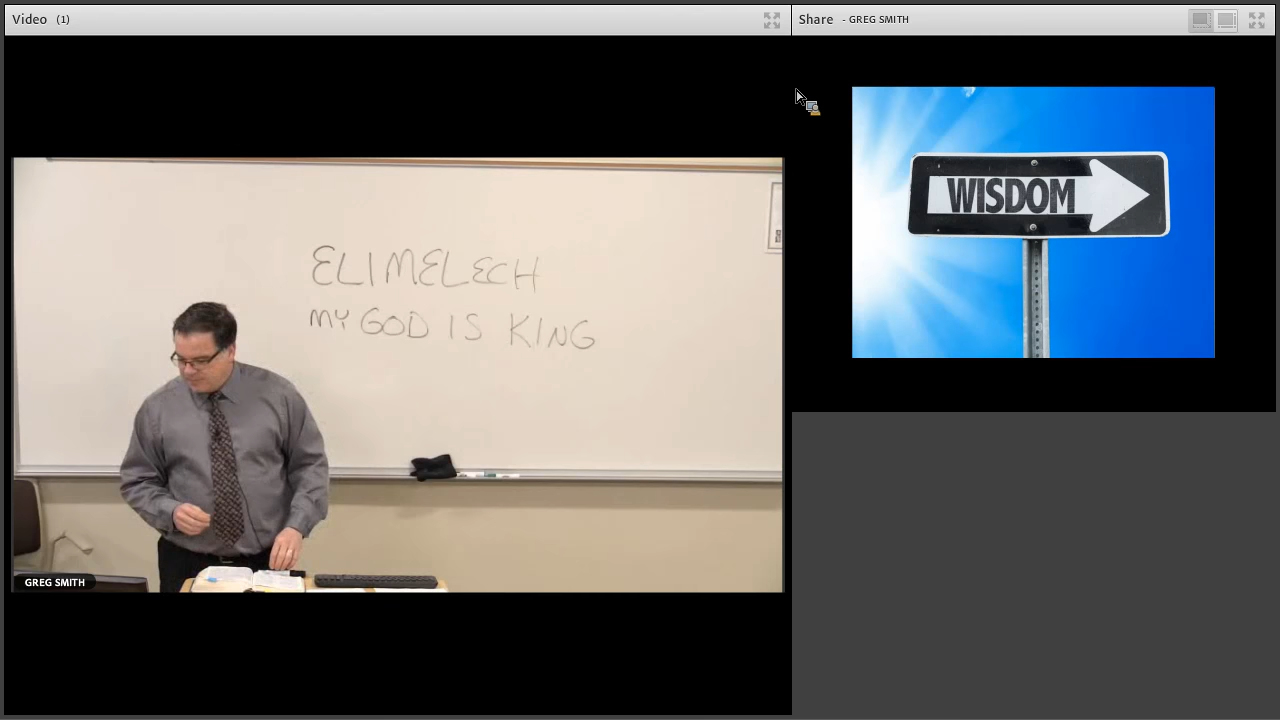 Video (1)
Share - GREG SMITH
WISDOM
ELIMELECH
MY GOD IS KING
GREG SMITH